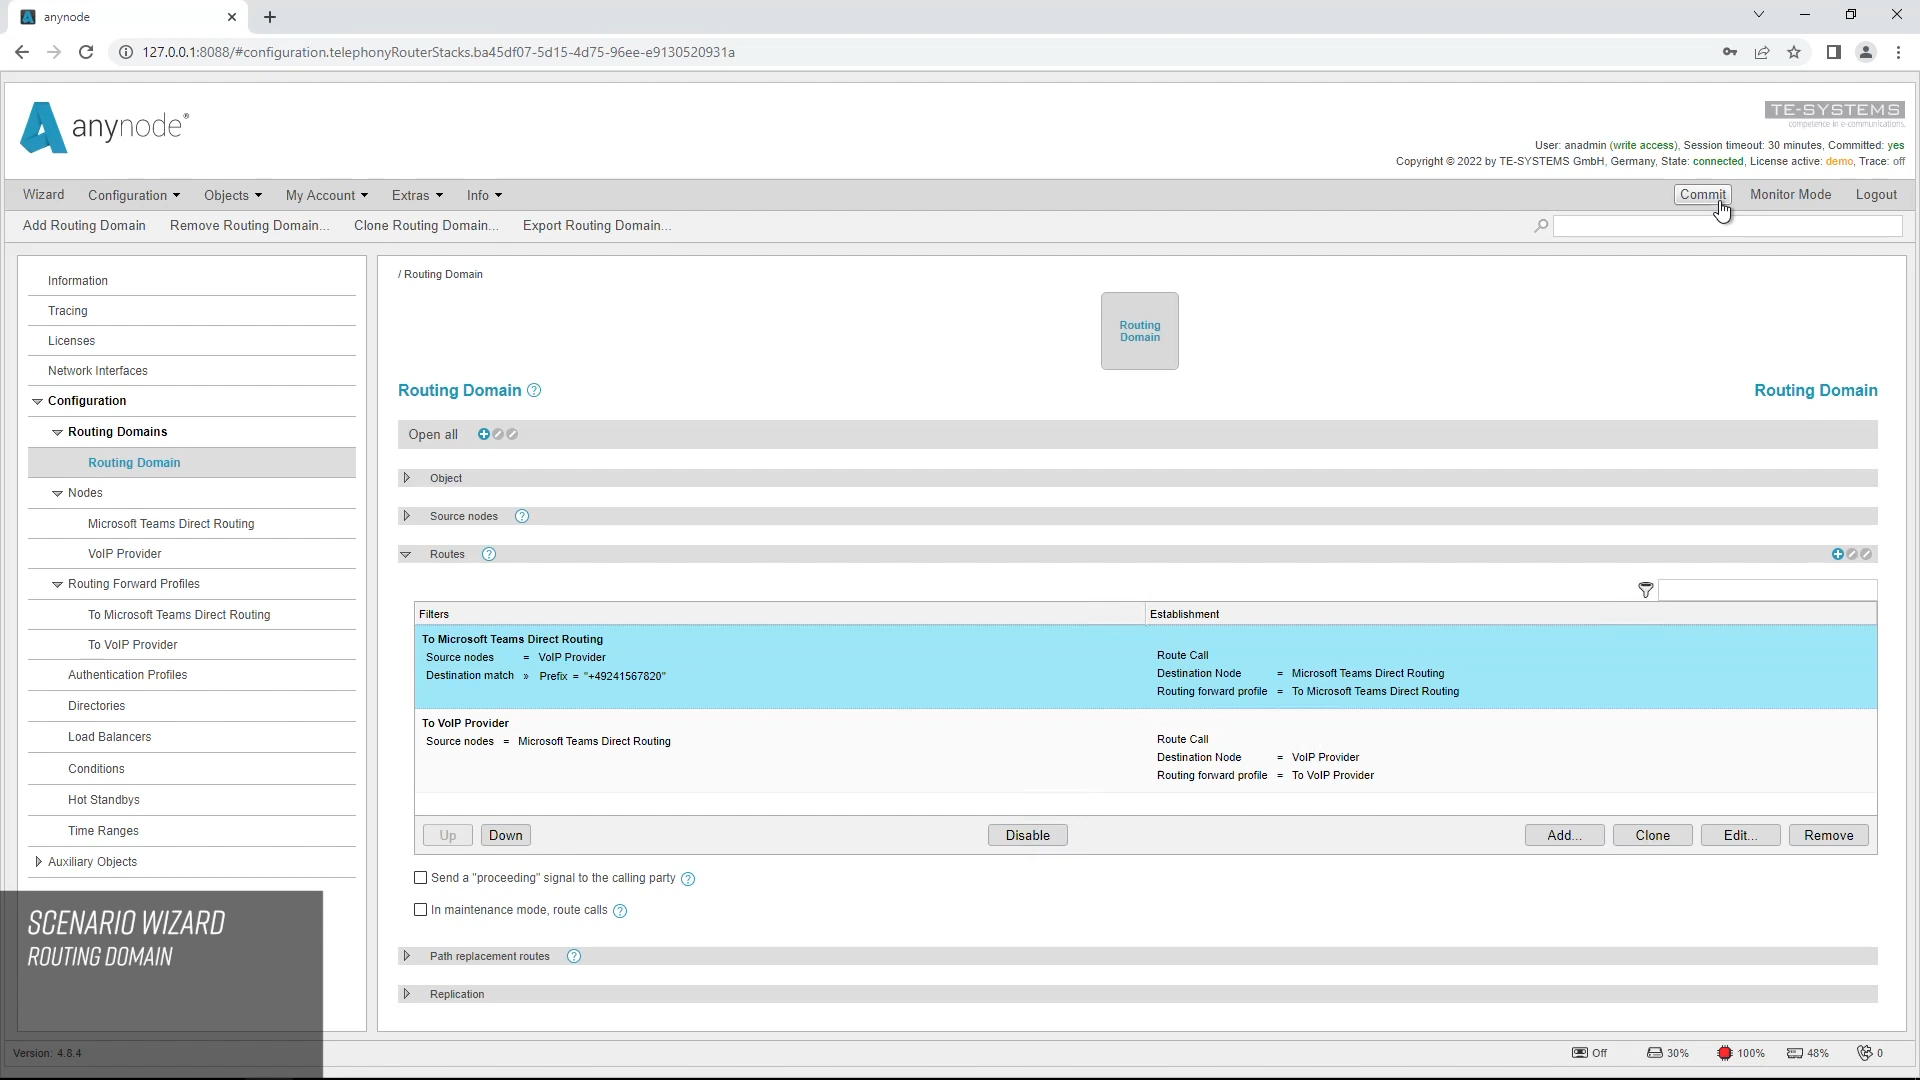 anynode
127.0.0.1:8088/#configuration.telephonyRouterStacks.ba45df07-5d15-4d75-96ee-e9130520931a
anynode®
TE-SYSTEMS
competence in e-communications.
User: anadmin (write access), Session timeout: 30 minutes, Committed: yes
Copyright © 2022 by TE-SYSTEMS GmbH, Germany, State: connected, License active: demo, Trace: off
Wizard Configuration Objects My Account Extras Info Commit Monitor Mode Logout
Add Routing Domain Remove Routing Domain... Clone Routing Domain... Export Routing Domain...
Information
Tracing
Licenses
Network Interfaces
Configuration
Routing Domains
Routing Domain
Nodes
Microsoft Teams Direct Routing
VoIP Provider
Routing Forward Profiles
To Microsoft Teams Direct Routing
To VoIP Provider
Authentication Profiles
Directories
Load Balancers
Conditions
Hot Standbys
Time Ranges
Auxiliary Objects
/ Routing Domain
Routing
Domain
Routing Domain ? Routing Domain
Open all
Object
Source nodes ?
Routes ?
Filters Establishment
To Microsoft Teams Direct Routing
Source nodes = VoIP Provider
Destination match » Prefix = "+49241567820"
Route Call
Destination Node = Microsoft Teams Direct Routing
Routing forward profile = To Microsoft Teams Direct Routing
To VoIP Provider
Source nodes = Microsoft Teams Direct Routing
Route Call
Destination Node = VoIP Provider
Routing forward profile = To VoIP Provider
Up Down Disable Add... Clone Edit... Remove
Send a "proceeding" signal to the calling party ?
In maintenance mode, route calls ?
Path replacement routes ?
Replication
SCENARIO WIZARD
ROUTING DOMAIN
Version: 4.8.4
Off 30% 100% 48% 0